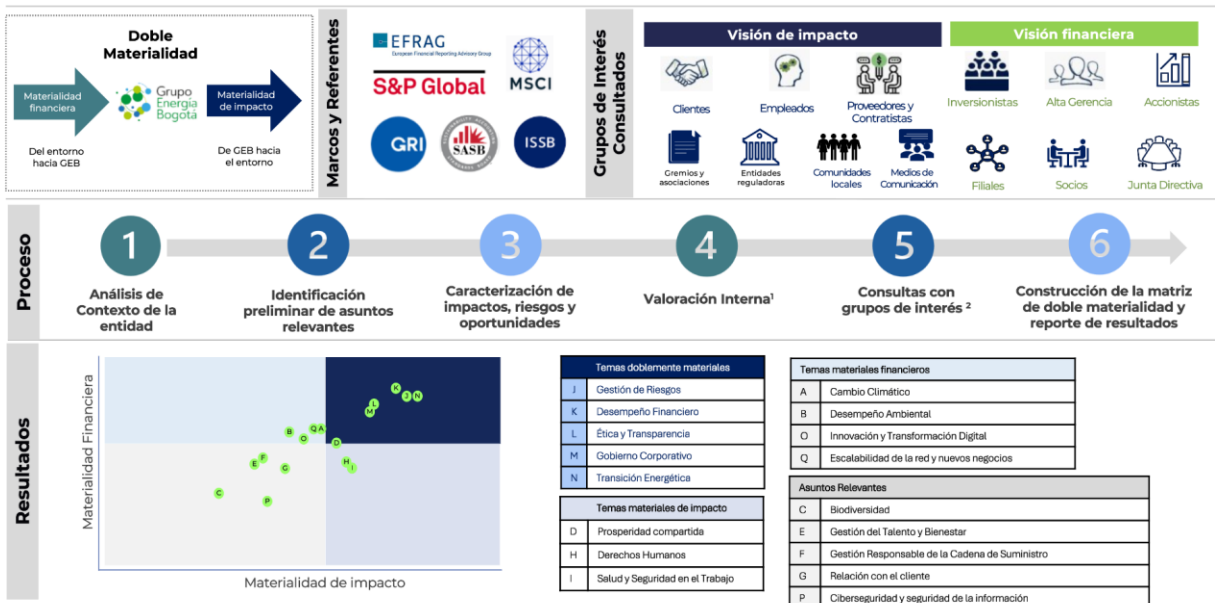 Doble
Materialidad
Materialidad
financiera
Grupo
Energía
Bogotá
Materialidad
de impacto
Del entorno
hacia GEB
De GEB hacia
el entorno
Marcos y Referentes
EFRAG
European Financial Reporting Advisory Group
S&P Global
MSCI
GRI
SASB
ISSB
Grupos de Interés
Consultados
Visión de impacto
Clientes
Empleados
Proveedores y
Contratistas
Gremios y
asociaciones
Entidades
reguladoras
Comunidades
locales
Medios de
Comunicación
Visión financiera
Inversionistas
Alta Gerencia
Accionistas
Filiales
Socios
Junta Directiva
Proceso
1
Análisis de
Contexto de la
entidad
2
Identificación
preliminar de asuntos
relevantes
3
Caracterización de
impactos, riesgos y
oportunidades
4
Valoración Interna¹
5
Consultas con
grupos de interés ²
6
Construcción de la matriz
de doble materialidad y
reporte de resultados
Resultados
Materialidad Financiera
K
J N
L
M
Q A
B
O
D
F
E
H
I
G
C
P
Materialidad de impacto
Temas doblemente materiales
J Gestión de Riesgos
K Desempeño Financiero
L Ética y Transparencia
M Gobierno Corporativo
N Transición Energética
Temas materiales de impacto
D Prosperidad compartida
H Derechos Humanos
I Salud y Seguridad en el Trabajo
Temas materiales financieros
A Cambio Climático
B Desempeño Ambiental
O Innovación y Transformación Digital
Q Escalabilidad de la red y nuevos negocios
Asuntos Relevantes
C Biodiversidad
E Gestión del Talento y Bienestar
F Gestión Responsable de la Cadena de Suministro
G Relación con el cliente
P Ciberseguridad y seguridad de la información